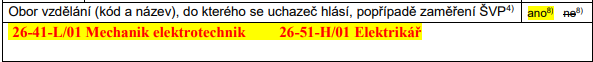 Obor vzdělání (kód a název), do kterého se uchazeč hlásí, popřípadě zaměření ŠVP4) ano8) ne8)
26-41-L/01 Mechanik elektrotechnik 26-51-H/01 Elektrikář